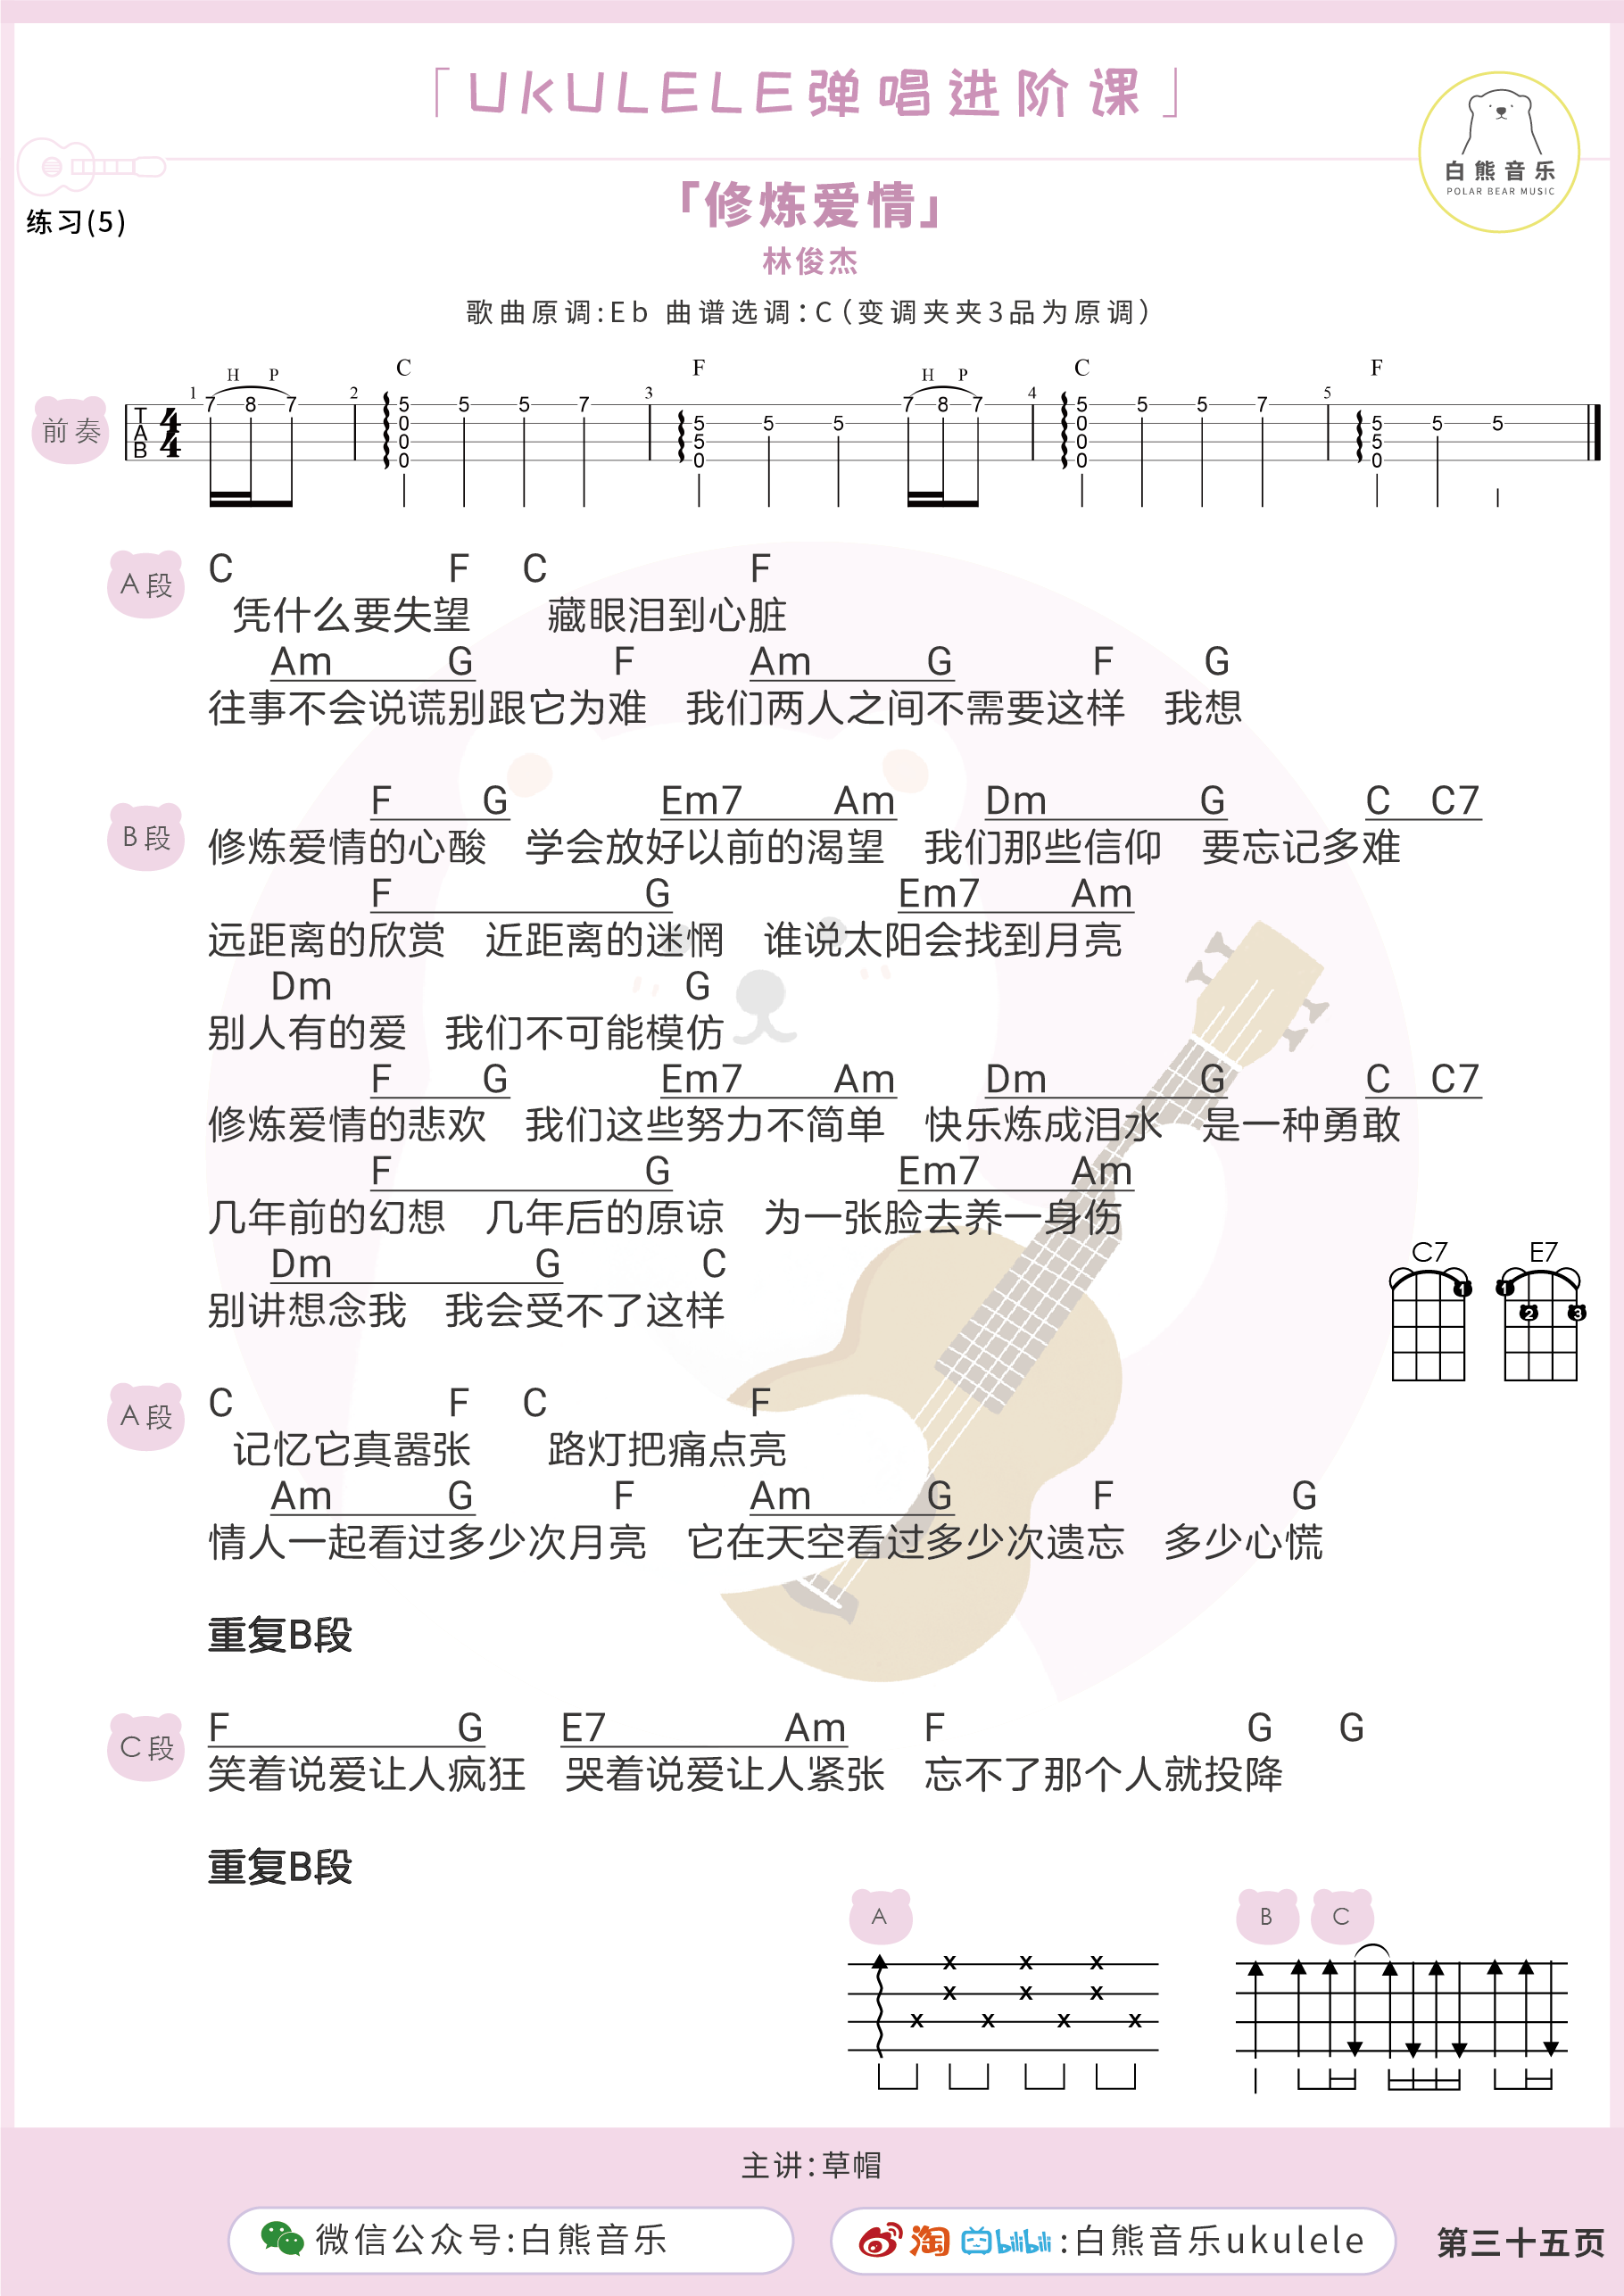 「UKULELE弹唱进阶课」
白熊音乐
POLAR BEAR MUSIC
练习(5)
「修炼爱情」
林俊杰
歌曲原调:Eb 曲谱选调:C(变调夹夹3品为原调)
前奏
1 H P 2 C 3 F H P 4 C 5 F
T A B 4 4
7 8 7 5 5 5 7 7 8 7 5 5 5 7
0 5 5 5 0 5 5 5
0 5 0 5
0 0 0 0
A段
C F C F
凭什么要失望 藏眼泪到心脏
Am G F Am G F G
往事不会说谎别跟它为难 我们两人之间不需要这样 我想
B段
F G Em7 Am Dm G C C7
修炼爱情的心酸 学会放好以前的渴望 我们那些信仰 要忘记多难
F G Em7 Am
远距离的欣赏 近距离的迷惘 谁说太阳会找到月亮
Dm G
别人有的爱 我们不可能模仿
F G Em7 Am Dm G C C7
修炼爱情的悲欢 我们这些努力不简单 快乐炼成泪水 是一种勇敢
F G Em7 Am
几年前的幻想 几年后的原谅 为一张脸去养一身伤
Dm G C
别讲想念我 我会受不了这样
C7 E7
1 1 2 3
A段
C F C F
记忆它真嚣张 路灯把痛点亮
Am G F Am G F G
情人一起看过多少次月亮 它在天空看过多少次遗忘 多少心慌
重复B段
C段
F G E7 Am F G G
笑着说爱让人疯狂 哭着说爱让人紧张 忘不了那个人就投降
重复B段
A B C
x x x
x x x
x x x x
主讲:草帽
微信公众号:白熊音乐
淘 bilibili :白熊音乐ukulele
第三十五页